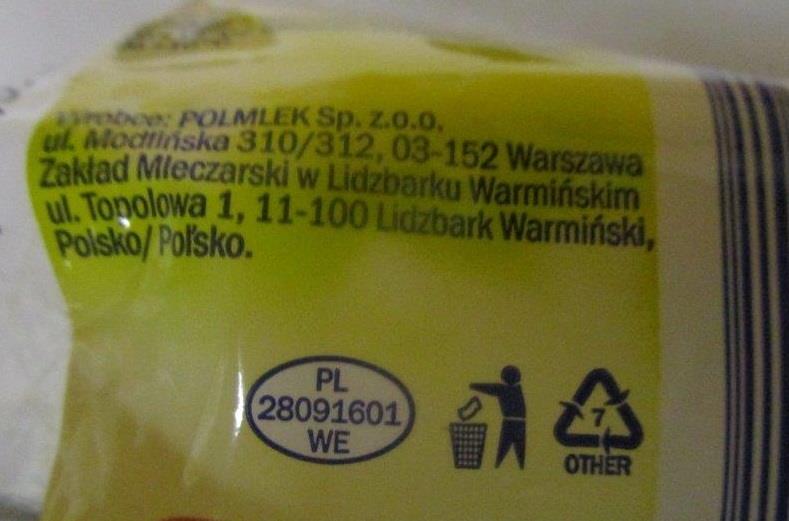 Výrobce: POLMLEK Sp. z.o.o,
ul. Modlińska 310/312, 03-152 Warszawa
Zakład Mleczarski w Lidzbarku Warmińskim
ul. Topolowa 1, 11-100 Lidzbark Warmiński,
Polsko/ Poľsko.
PL
28091601
WE
7
OTHER